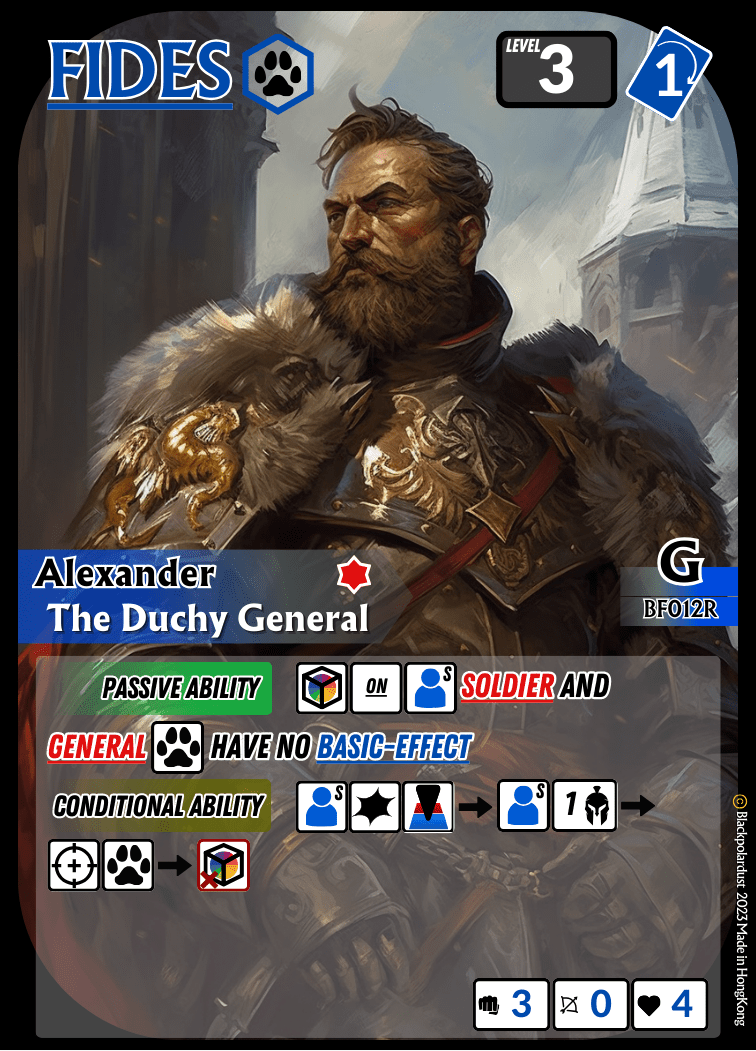 FIDES
LEVEL 3
1
Alexander
The Duchy General
G
BF012R
PASSIVE ABILITY ON S SOLDIER AND
GENERAL HAVE NO BASIC-EFFECT
CONDITIONAL ABILITY S S 1
3 0 4
© Blackpolardust 2023 Made in HongKong